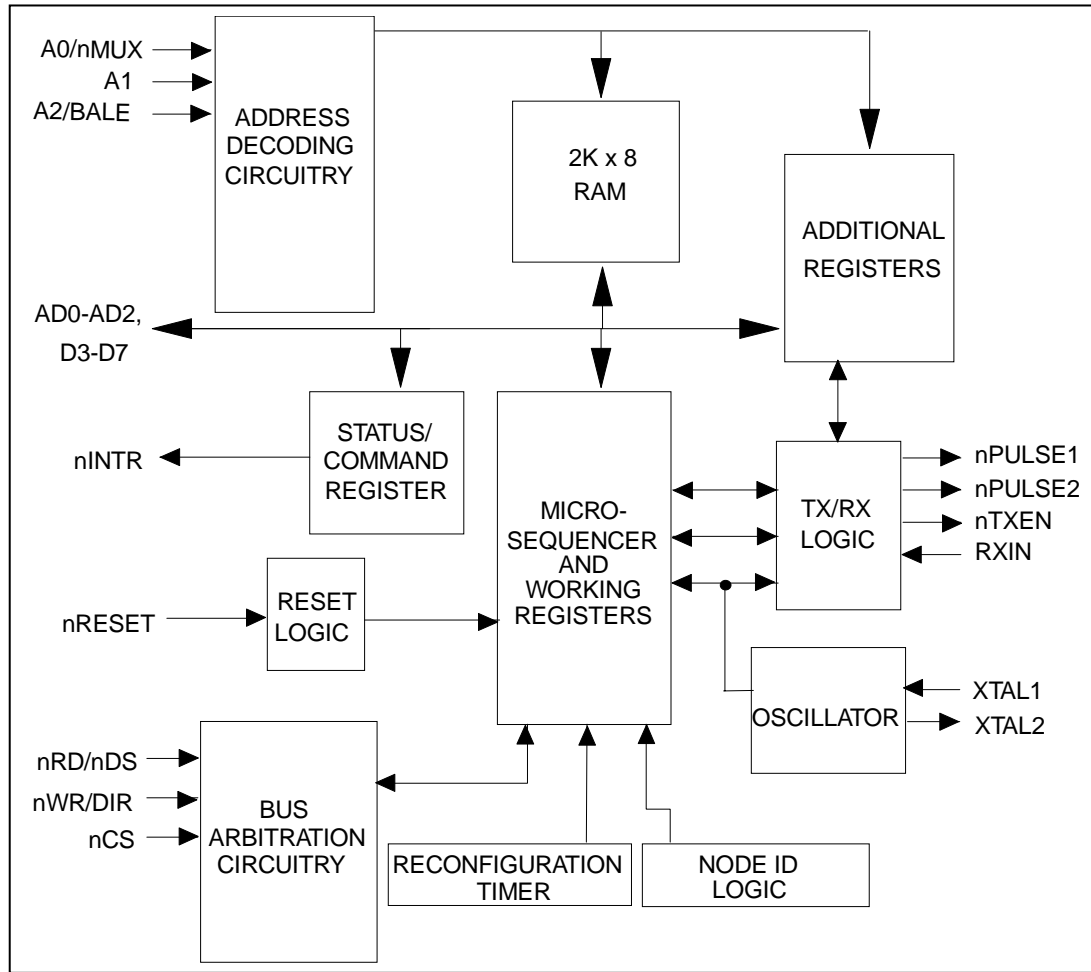 A0/nMUX
A1
A2/BALE
ADDRESS
DECODING
CIRCUITRY
2K x 8
RAM
ADDITIONAL
REGISTERS
AD0-AD2,
D3-D7
nINTR
STATUS/
COMMAND
REGISTER
MICRO-
SEQUENCER
AND
WORKING
REGISTERS
TX/RX
LOGIC
nPULSE1
nPULSE2
nTXEN
RXIN
nRESET
RESET
LOGIC
OSCILLATOR
XTAL1
XTAL2
nRD/nDS
nWR/DIR
nCS
BUS
ARBITRATION
CIRCUITRY
RECONFIGURATION
TIMER
NODE ID
LOGIC